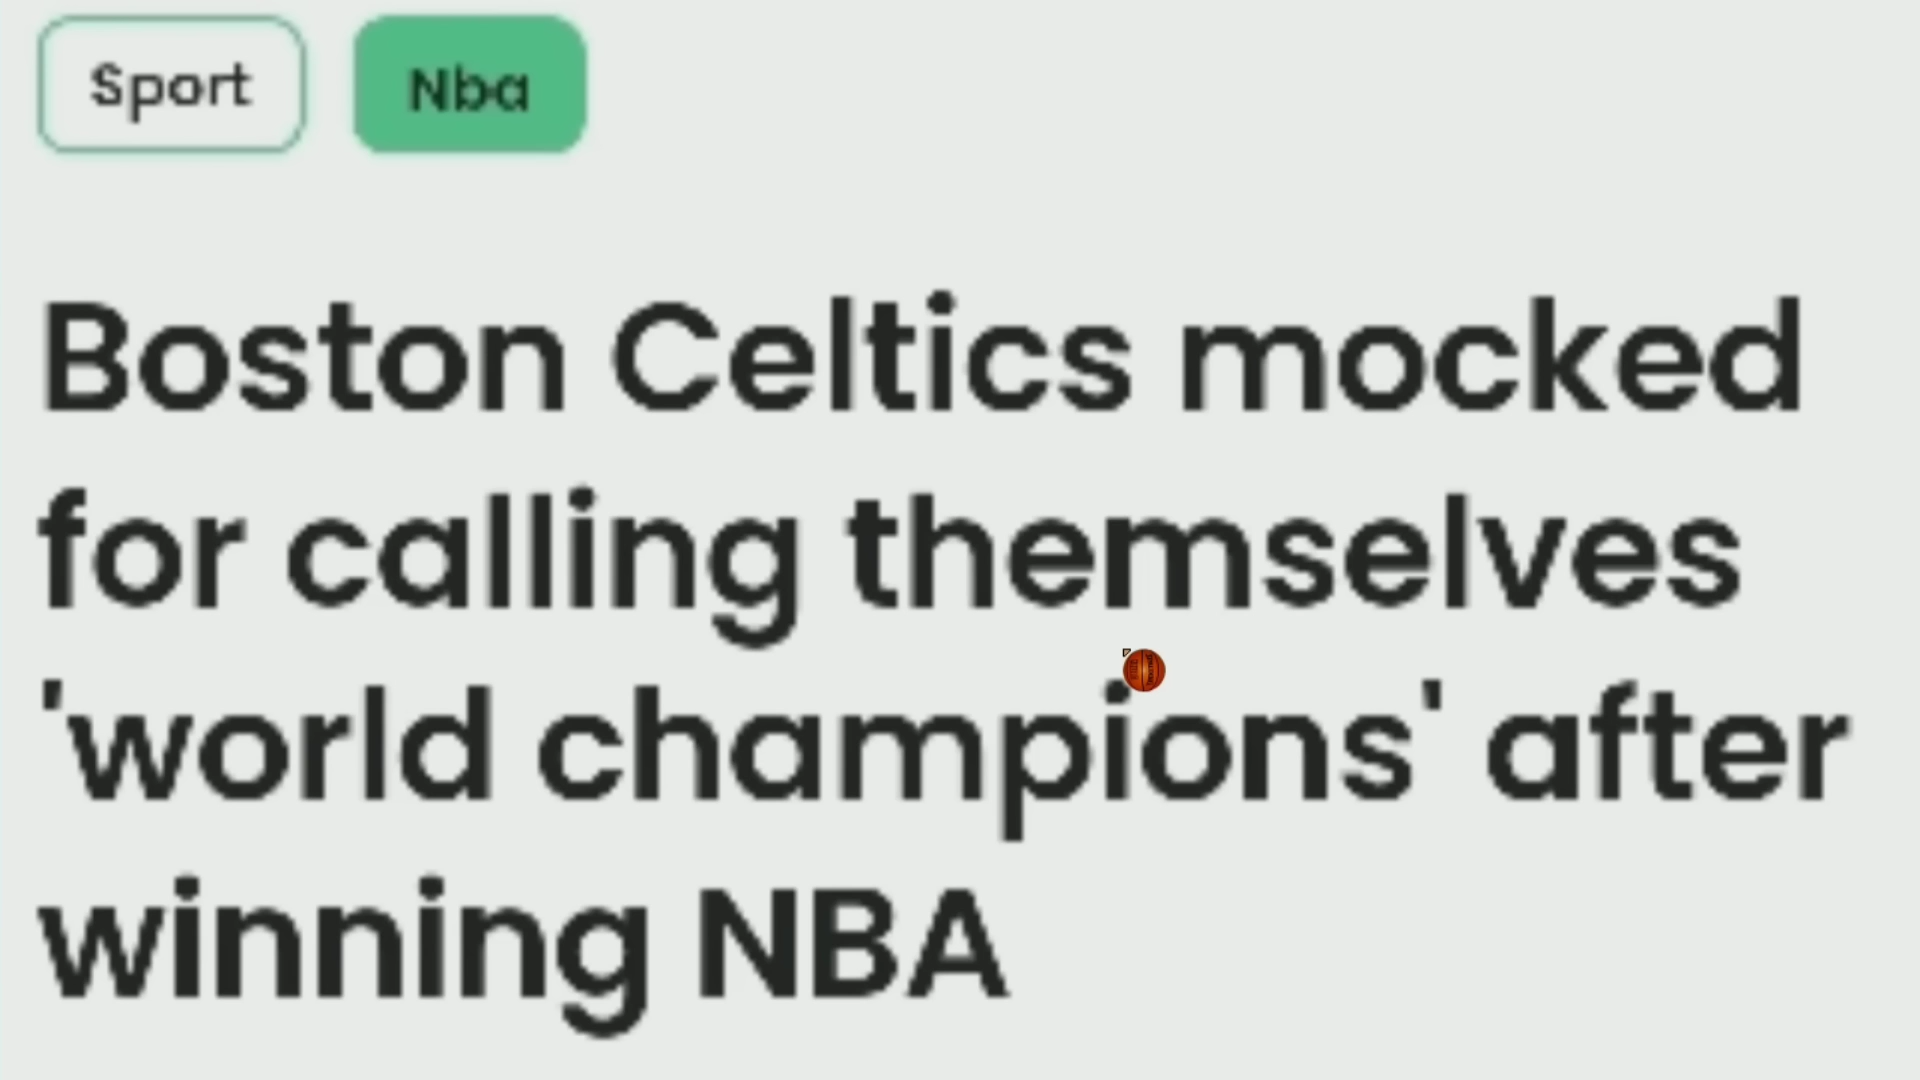 Sport Nba
Boston Celtics mocked
for calling themselves
'world champions' after
winning NBA